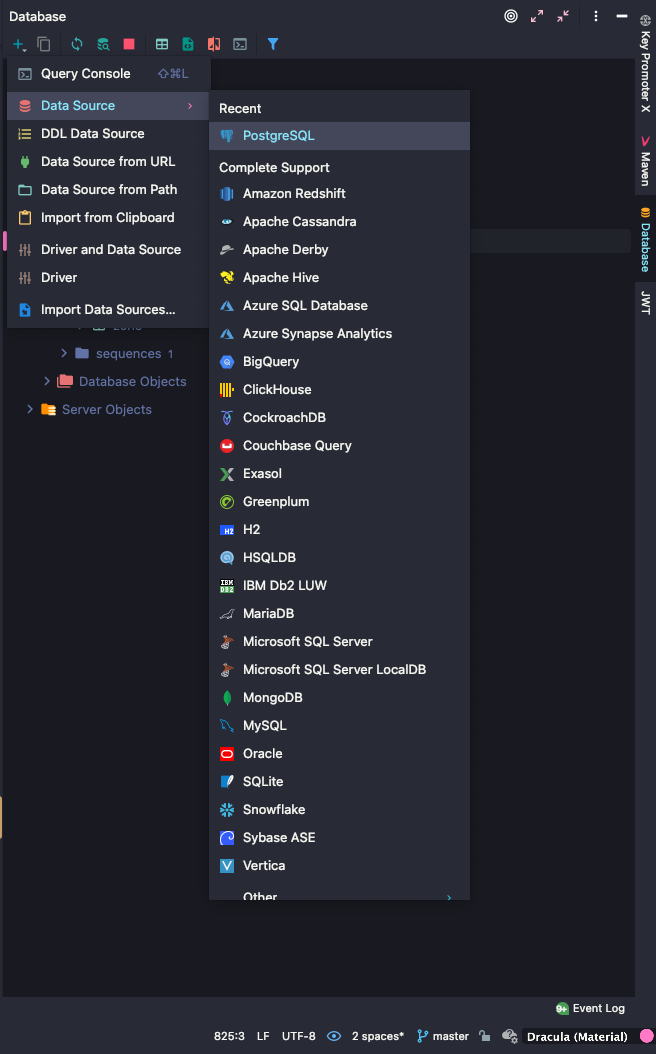 Database
Query Console ⇧⌘L
Data Source
DDL Data Source
Data Source from URL
Data Source from Path
Import from Clipboard
Driver and Data Source
Driver
Import Data Sources...
sequences 1
Database Objects
Server Objects
Recent
PostgreSQL
Complete Support
Amazon Redshift
Apache Cassandra
Apache Derby
Apache Hive
Azure SQL Database
Azure Synapse Analytics
BigQuery
ClickHouse
CockroachDB
Couchbase Query
Exasol
Greenplum
H2
H2
HSQLDB
IBM DB2
IBM Db2 LUW
MariaDB
Microsoft SQL Server
Microsoft SQL Server LocalDB
MongoDB
MySQL
Oracle
SQLite
Snowflake
Sybase ASE
Vertica
Other
Key Promoter X
Maven
Database
JWT
9+ Event Log
825:3 LF UTF-8 2 spaces* master Dracula (Material)